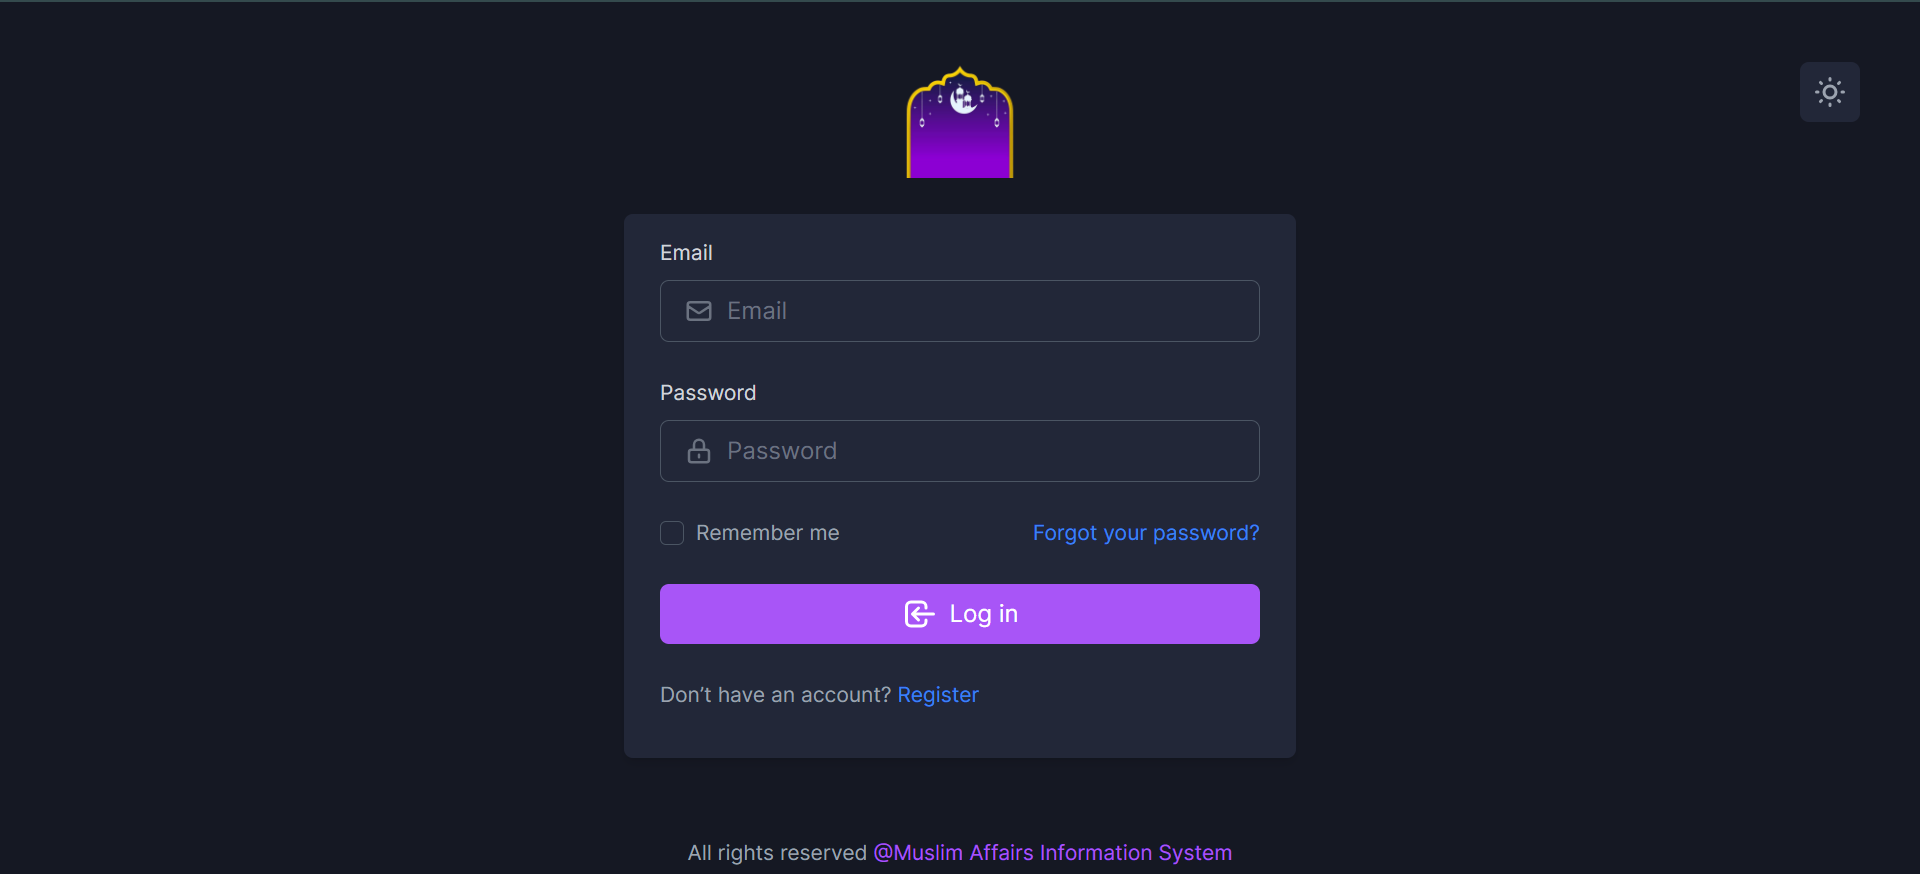 Email
Email
Password
Password
Remember me
Forgot your password?
Log in
Don’t have an account? Register
All rights reserved @Muslim Affairs Information System